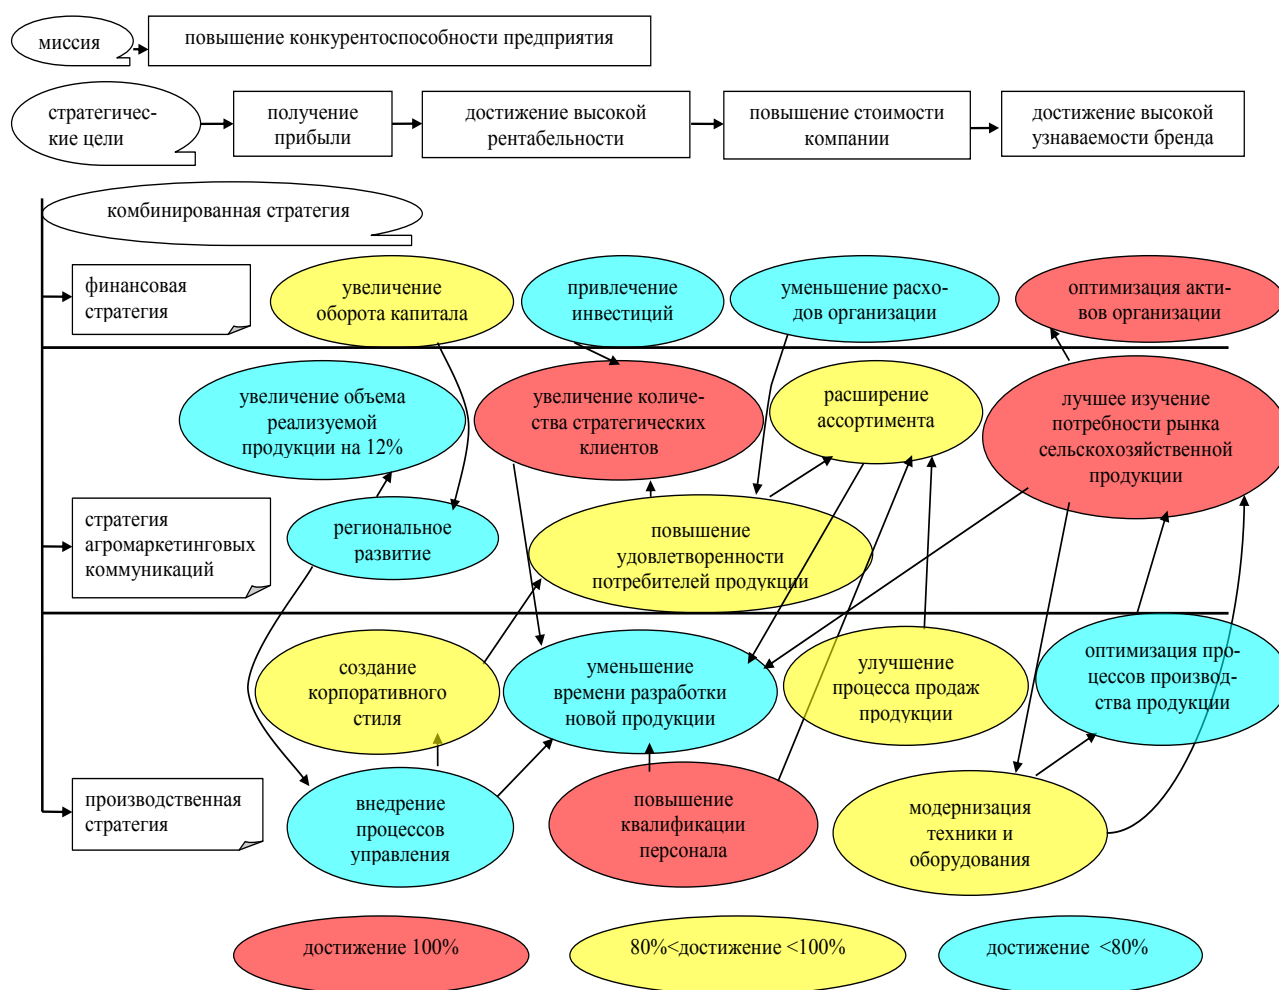 миссия
повышение конкурентоспособности предприятия
стратегичес-
кие цели
получение
прибыли
достижение высокой
рентабельности
повышение стоимости
компании
достижение высокой
узнаваемости бренда
комбинированная стратегия
финансовая
стратегия
увеличение
оборота капитала
привлечение
инвестиций
уменьшение расхо-
дов организации
оптимизация акти-
вов организации
увеличение объема
реализуемой
продукции на 12%
увеличение количе-
ства стратегических
клиентов
расширение
ассортимента
лучшее изучение
потребности рынка
сельскохозяйственной
продукции
стратегия
агромаркетинговых
коммуникаций
региональное
развитие
повышение
удовлетворенности
потребителей продукции
создание
корпоративного
стиля
уменьшение
времени разработки
новой продукции
улучшение
процесса продаж
продукции
оптимизация про-
цессов производ-
ства продукции
производственная
стратегия
внедрение
процессов
управления
повышение
квалификации
персонала
модернизация
техники и
оборудования
достижение 100%
80%<достижение <100%
достижение <80%